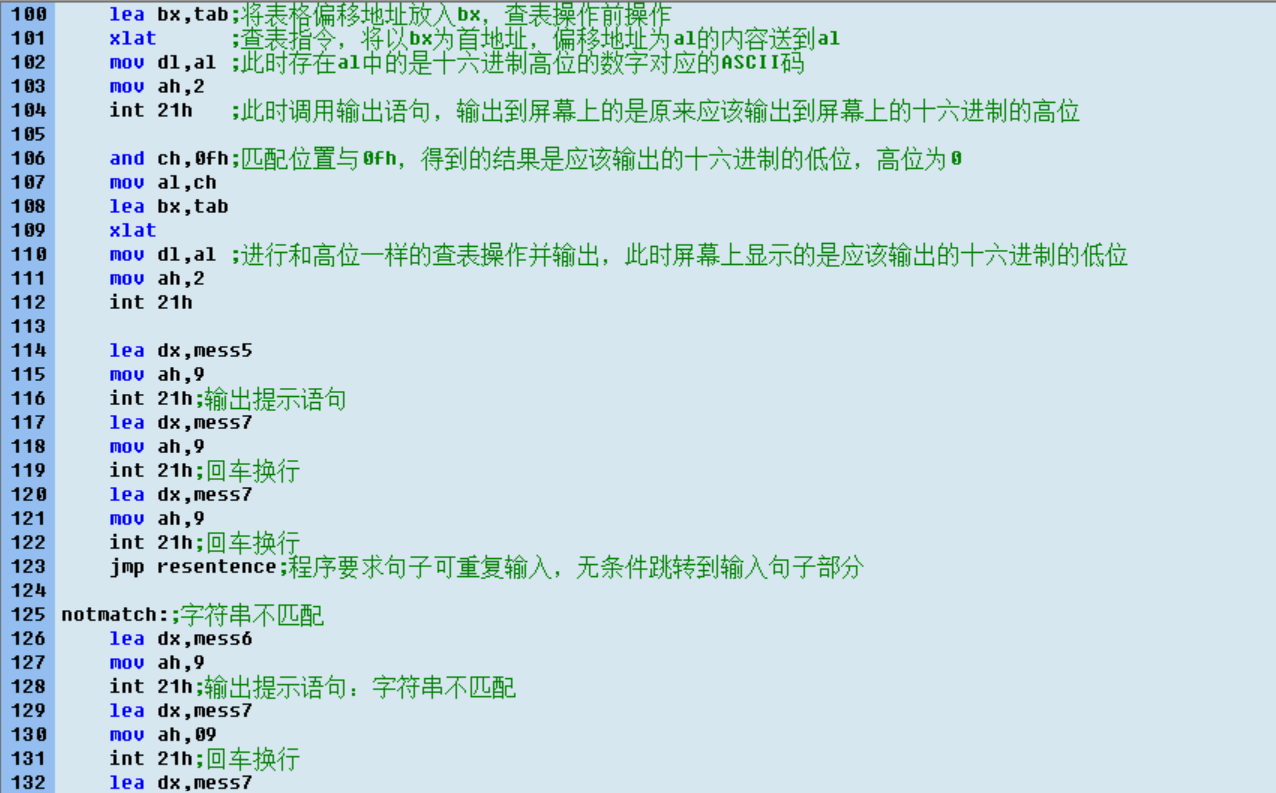 100 lea bx,tab;将表格偏移地址放入bx，查表操作前操作
101 xlat ;查表指令，将以bx为首地址，偏移地址为al的内容送到al
102 mov dl,al ;此时存在al中的是十六进制高位的数字对应的ASCII码
103 mov ah,2
104 int 21h ;此时调用输出语句，输出到屏幕上的是原来应该输出到屏幕上的十六进制的高位
105
106 and ch,0fh;匹配位置与0fh，得到的结果是应该输出的十六进制的低位，高位为0
107 mov al,ch
108 lea bx,tab
109 xlat
110 mov dl,al ;进行和高位一样的查表操作并输出，此时屏幕上显示的是应该输出的十六进制的低位
111 mov ah,2
112 int 21h
113
114 lea dx,mess5
115 mov ah,9
116 int 21h;输出提示语句
117 lea dx,mess7
118 mov ah,9
119 int 21h;回车换行
120 lea dx,mess7
121 mov ah,9
122 int 21h;回车换行
123 jmp resentence;程序要求句子可重复输入，无条件跳转到输入句子部分
124
125 notmatch:;字符串不匹配
126 lea dx,mess6
127 mov ah,9
128 int 21h;输出提示语句：字符串不匹配
129 lea dx,mess7
130 mov ah,09
131 int 21h;回车换行
132 lea dx,mess7